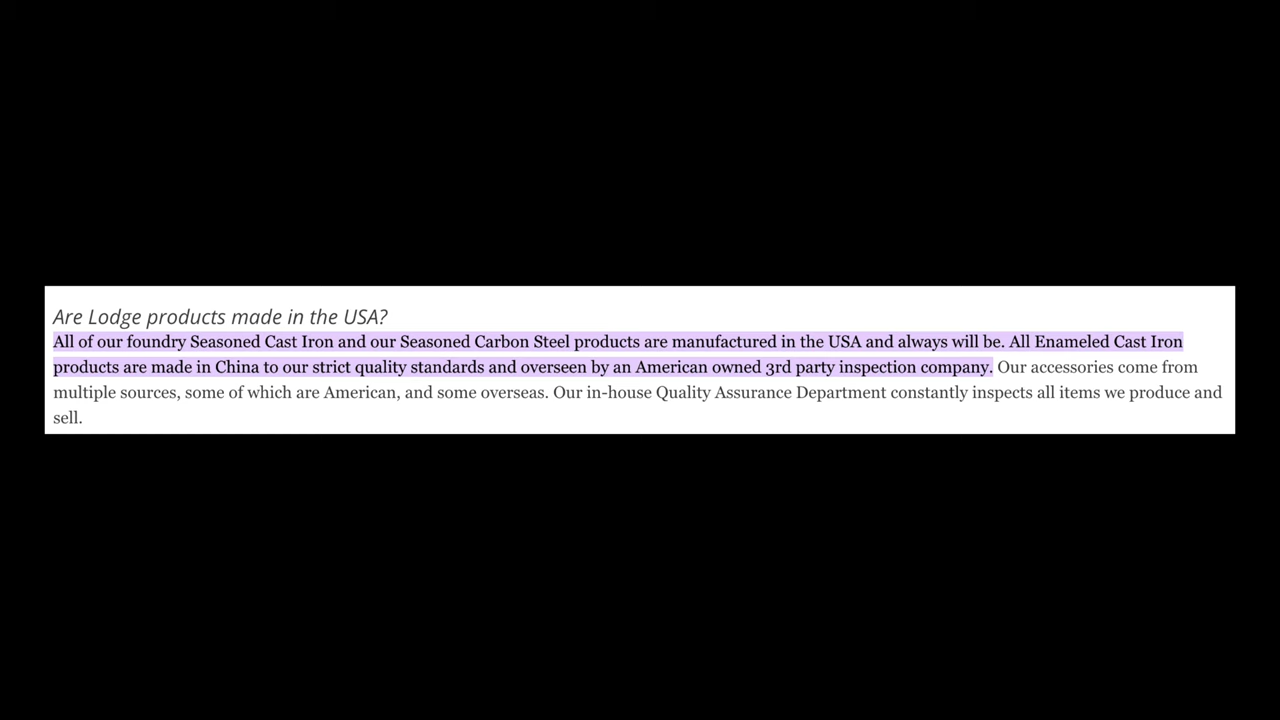 Are Lodge products made in the USA?
All of our foundry Seasoned Cast Iron and our Seasoned Carbon Steel products are manufactured in the USA and always will be. All Enameled Cast Iron
products are made in China to our strict quality standards and overseen by an American owned 3rd party inspection company. Our accessories come from
multiple sources, some of which are American, and some overseas. Our in-house Quality Assurance Department constantly inspects all items we produce and
sell.